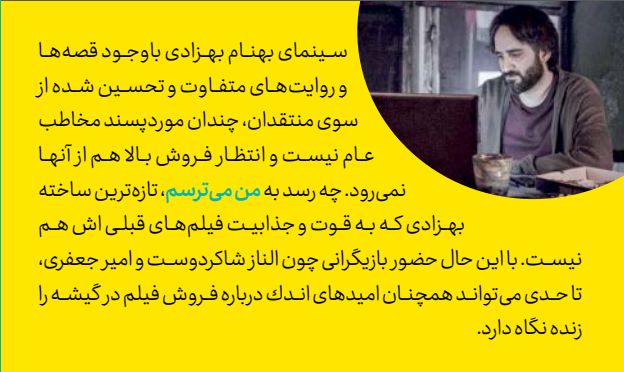 سینمای بهنام بهزادی باوجود قصه‌ها
و روایت‌های متفاوت و تحسین شده از
سوی منتقدان، چندان موردپسند مخاطب
عام نیست و انتظار فروش بالا هم از آنها
نمی‌رود. چه رسد به من می‌ترسم، تازه‌ترین ساخته
بهزادی که به قوت و جذابیت فیلم‌های قبلی اش هم
نیست. با این حال حضور بازیگرانی چون الناز شاکردوست و امیر جعفری،
تا حدی می‌تواند همچنان امیدهای اندك درباره فروش فیلم در گیشه را
زنده نگاه دارد.